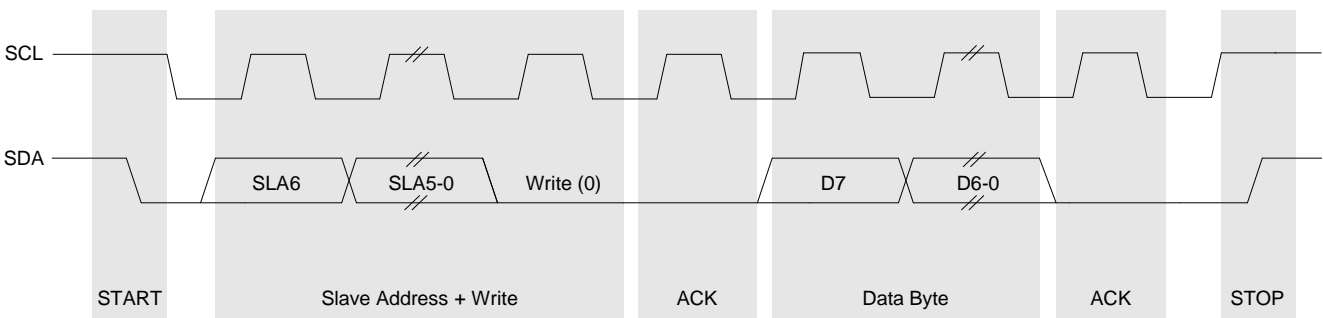 SCL
SDA
SLA6 SLA5-0 Write (0) D7 D6-0
START Slave Address + Write ACK Data Byte ACK STOP